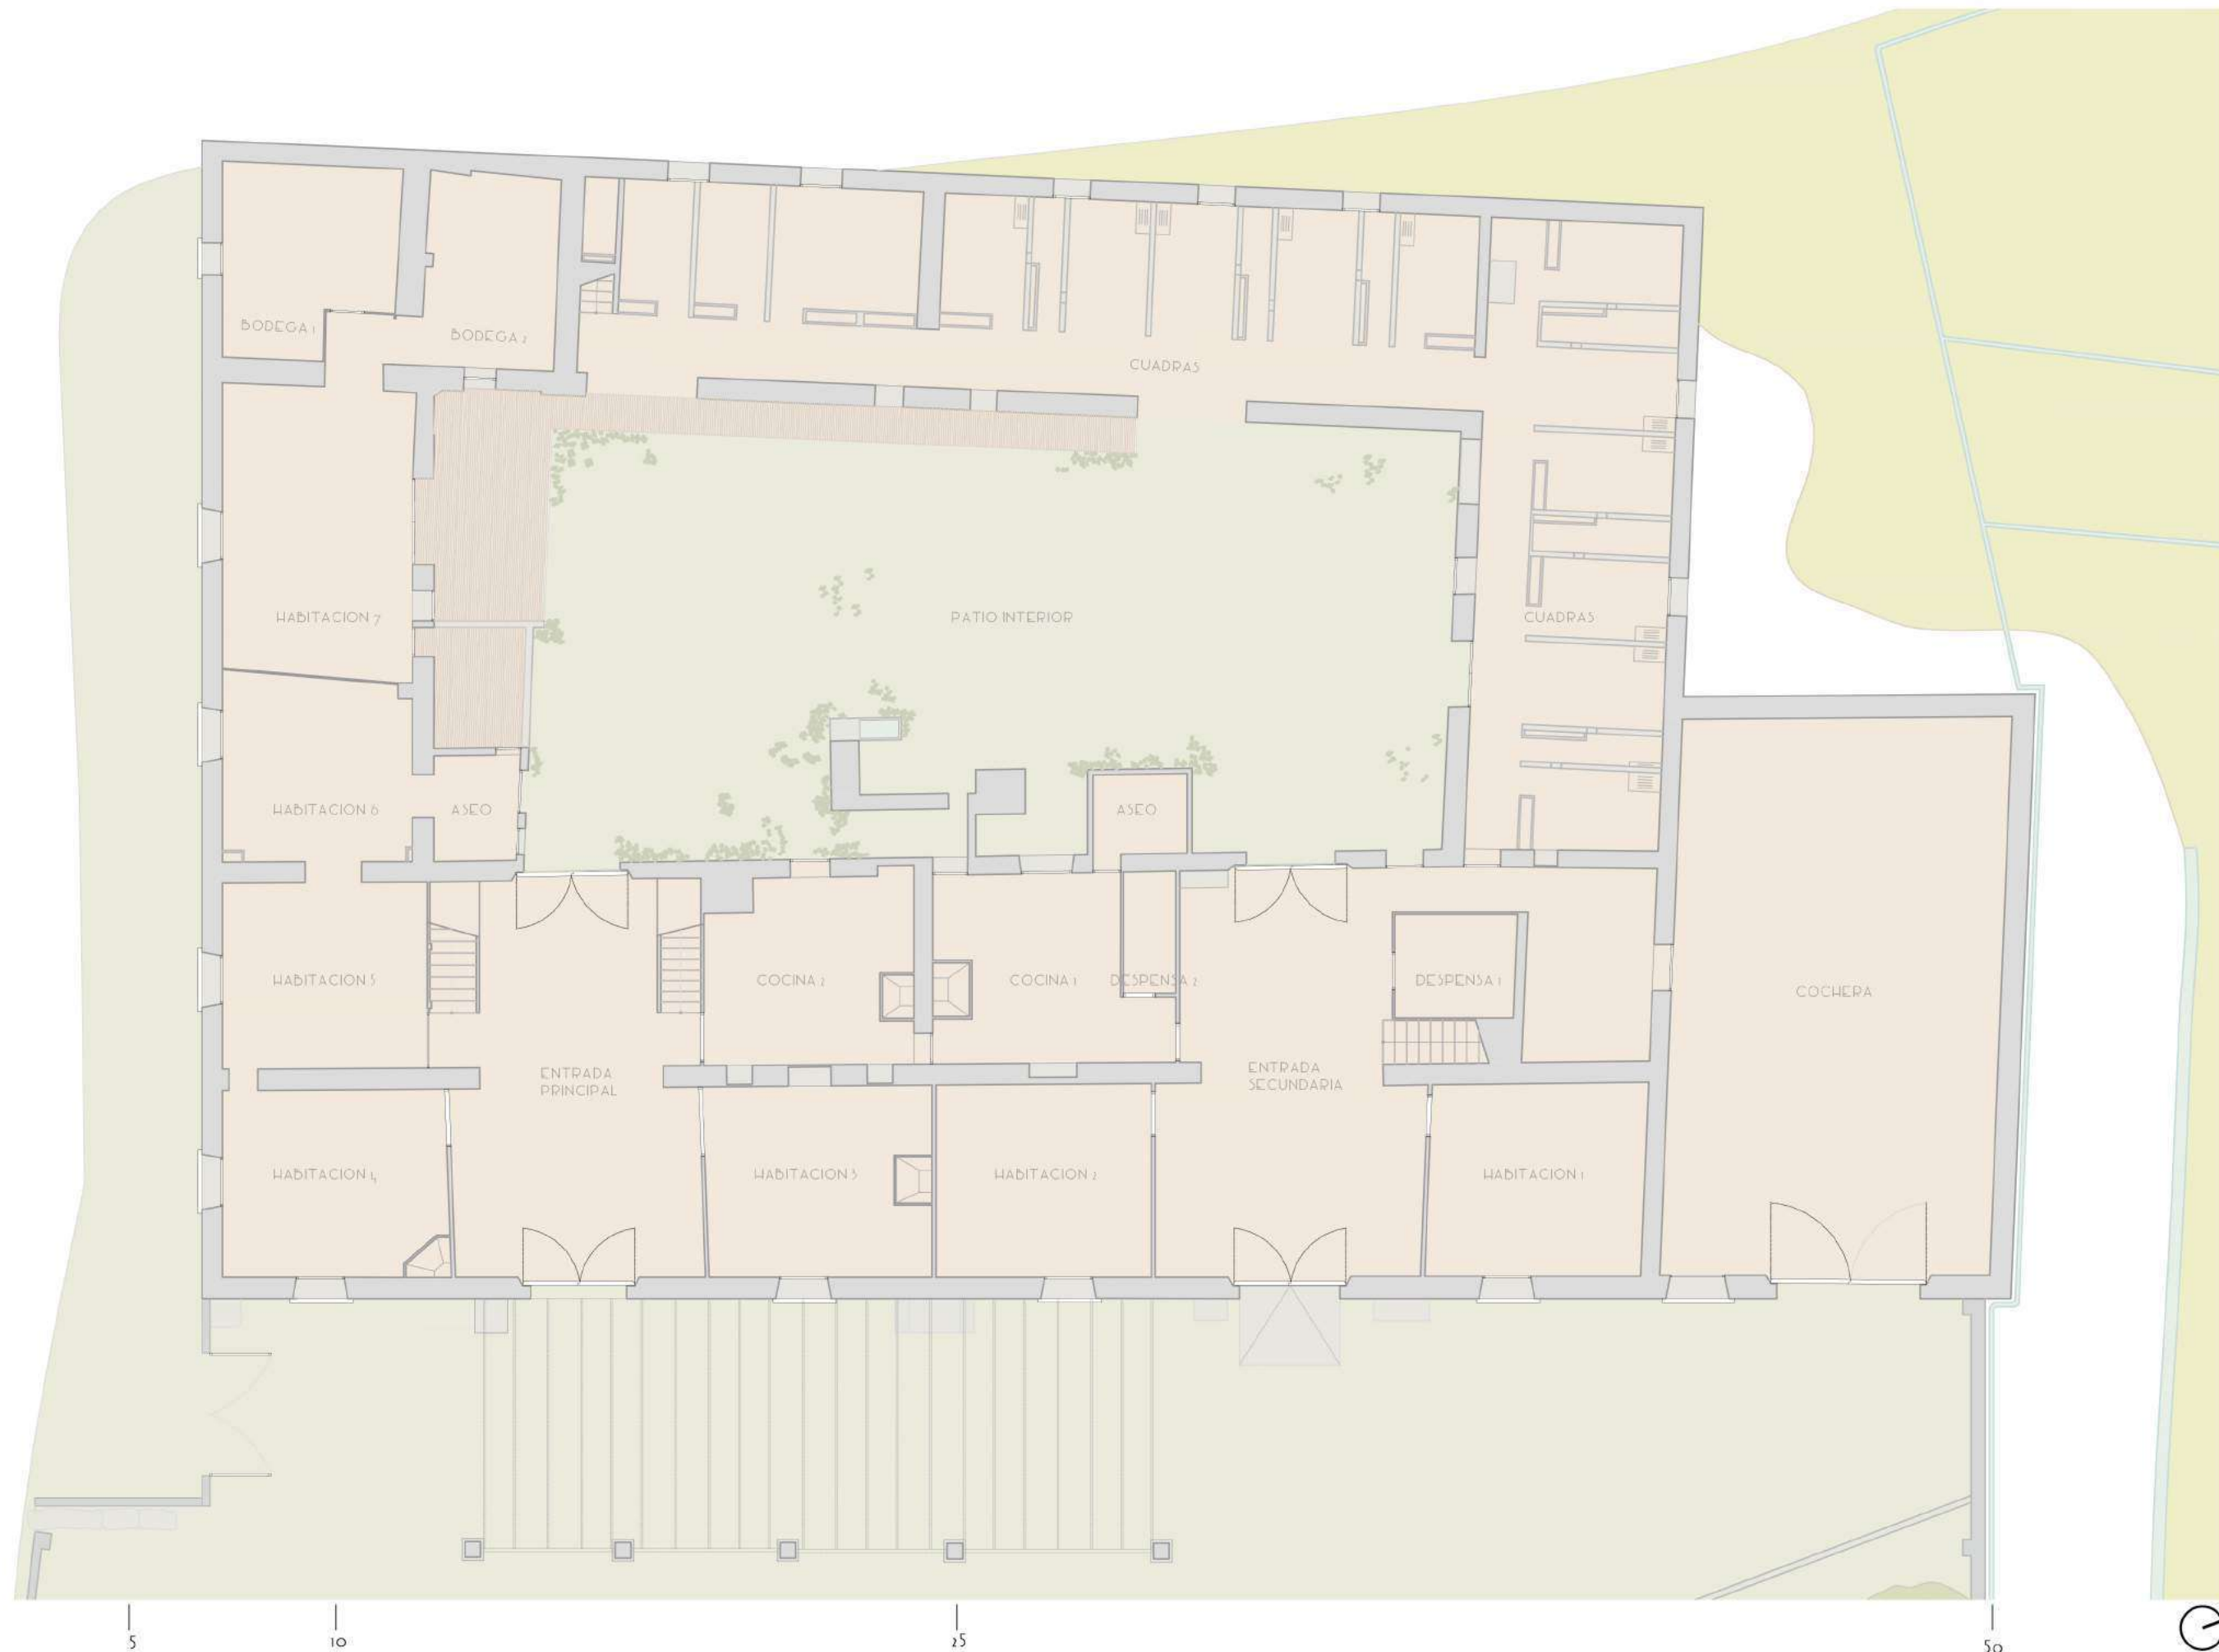 BODEGA 1
BODEGA 2
CUADRAS
HABITACION 7
PATIO INTERIOR
CUADRAS
HABITACION 6
ASEO
ASEO
HABITACION 5
COCINA 2
COCINA 1
DESPENSA 2
DESPENSA 1
COCHERA
ENTRADA
PRINCIPAL
ENTRADA
SECUNDARIA
HABITACION 4
HABITACION 3
HABITACION 2
HABITACION 1
5
10
25
50